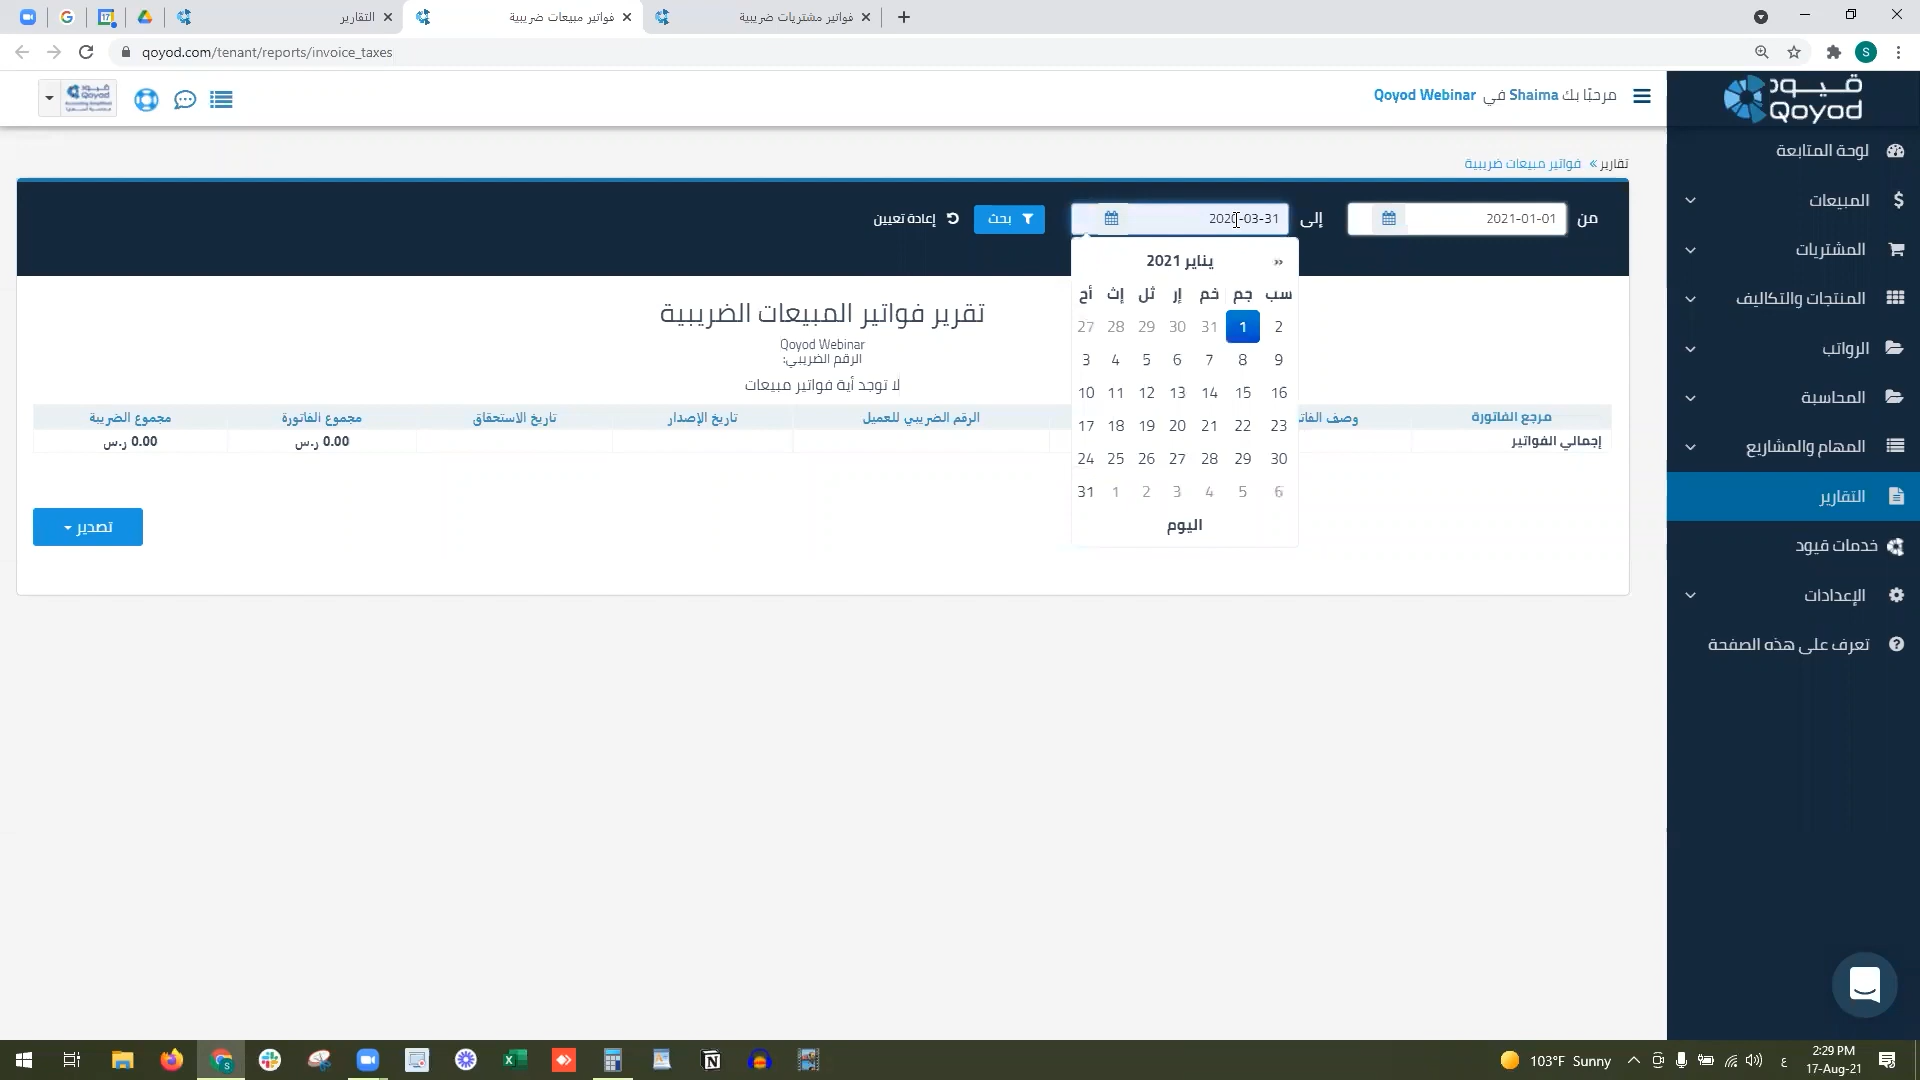 التقارير
فواتير مبيعات ضريبية
فواتير مشتريات ضريبية
qoyod.com/tenant/reports/invoice_taxes
S
قيود
Qoyod
مرحبًا بك Shaima في Qoyod Webinar
قيود
Qoyod
تقارير » فواتير مبيعات ضريبية
من
2021-01-01
إلى
2020-03-31
بحث
إعادة تعيين
يناير 2021
»
سب جم خم إر ثل إث أح
27 28 29 30 31 1 2
3 4 5 6 7 8 9
10 11 12 13 14 15 16
17 18 19 20 21 22 23
24 25 26 27 28 29 30
31 1 2 3 4 5 6
اليوم
تقرير فواتير المبيعات الضريبية
Qoyod Webinar
الرقم الضريبي:
لا توجد أية فواتير مبيعات
مرجع الفاتورة وصف الفات الرقم الضريبي للعميل تاريخ الإصدار تاريخ الاستحقاق مجموع الفاتورة مجموع الضريبة
إجمالي الفواتير 0.00 ر.س 0.00 ر.س
تصدير
لوحة المتابعة
المبيعات
المشتريات
المنتجات والتكاليف
الرواتب
المحاسبة
المهام والمشاريع
التقارير
خدمات قيود
الإعدادات
تعرف على هذه الصفحة
103°F Sunny
ع
2:29 PM
17-Aug-21